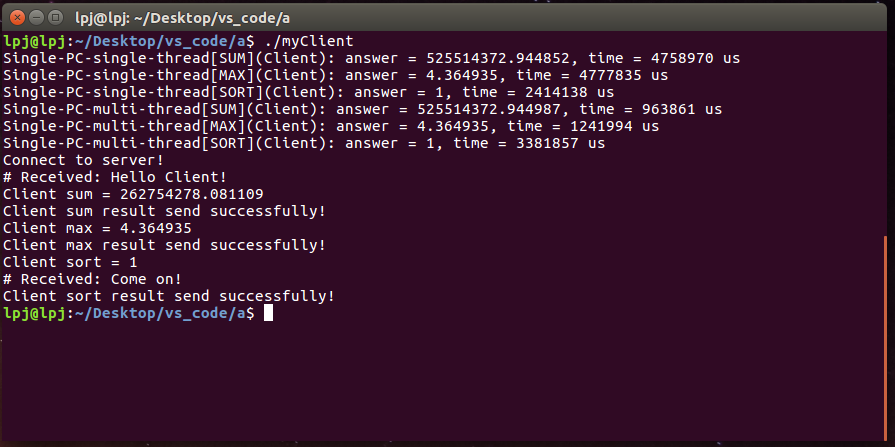 lpj@lpj: ~/Desktop/vs_code/a
lpj@lpj:~/Desktop/vs_code/a$ ./myClient
Single-PC-single-thread[SUM](Client): answer = 525514372.944852, time = 4758970 us
Single-PC-single-thread[MAX](Client): answer = 4.364935, time = 4777835 us
Single-PC-single-thread[SORT](Client): answer = 1, time = 2414138 us
Single-PC-multi-thread[SUM](Client): answer = 525514372.944987, time = 963861 us
Single-PC-multi-thread[MAX](Client): answer = 4.364935, time = 1241994 us
Single-PC-multi-thread[SORT](Client): answer = 1, time = 3381857 us
Connect to server!
# Received: Hello Client!
Client sum = 262754278.081109
Client sum result send successfully!
Client max = 4.364935
Client max result send successfully!
Client sort = 1
# Received: Come on!
Client sort result send successfully!
lpj@lpj:~/Desktop/vs_code/a$